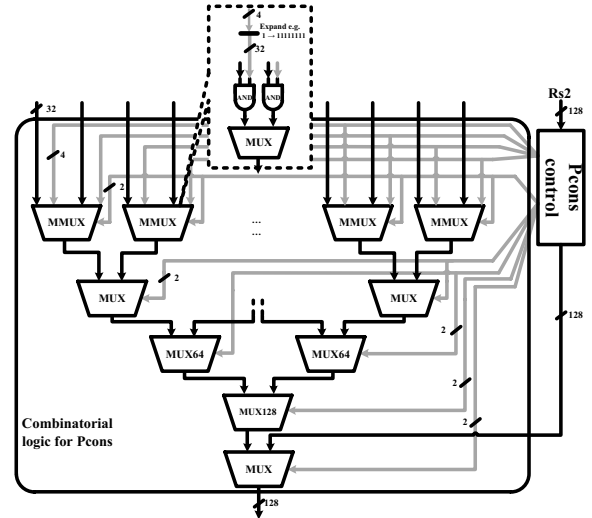 4
Expand e.g.
1 → 11111111
32
AND AND
MUX
32
Rs2
128
4
2
Pcons
control
MMUX MMUX MMUX MMUX
...
...
2
MUX MUX
128
2
MUX64 MUX64
2
MUX128
2
Combinatorial
logic for Pcons
MUX
128